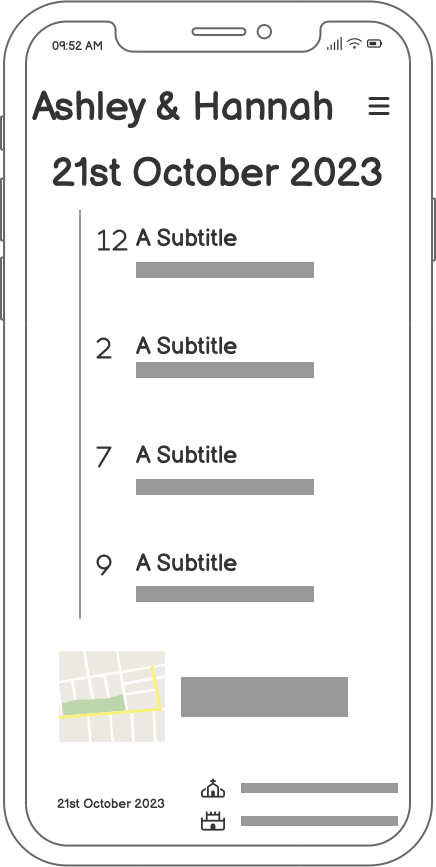 09:52 AM
Ashley & Hannah
21st October 2023
12 A Subtitle
2 A Subtitle
7 A Subtitle
9 A Subtitle
21st October 2023